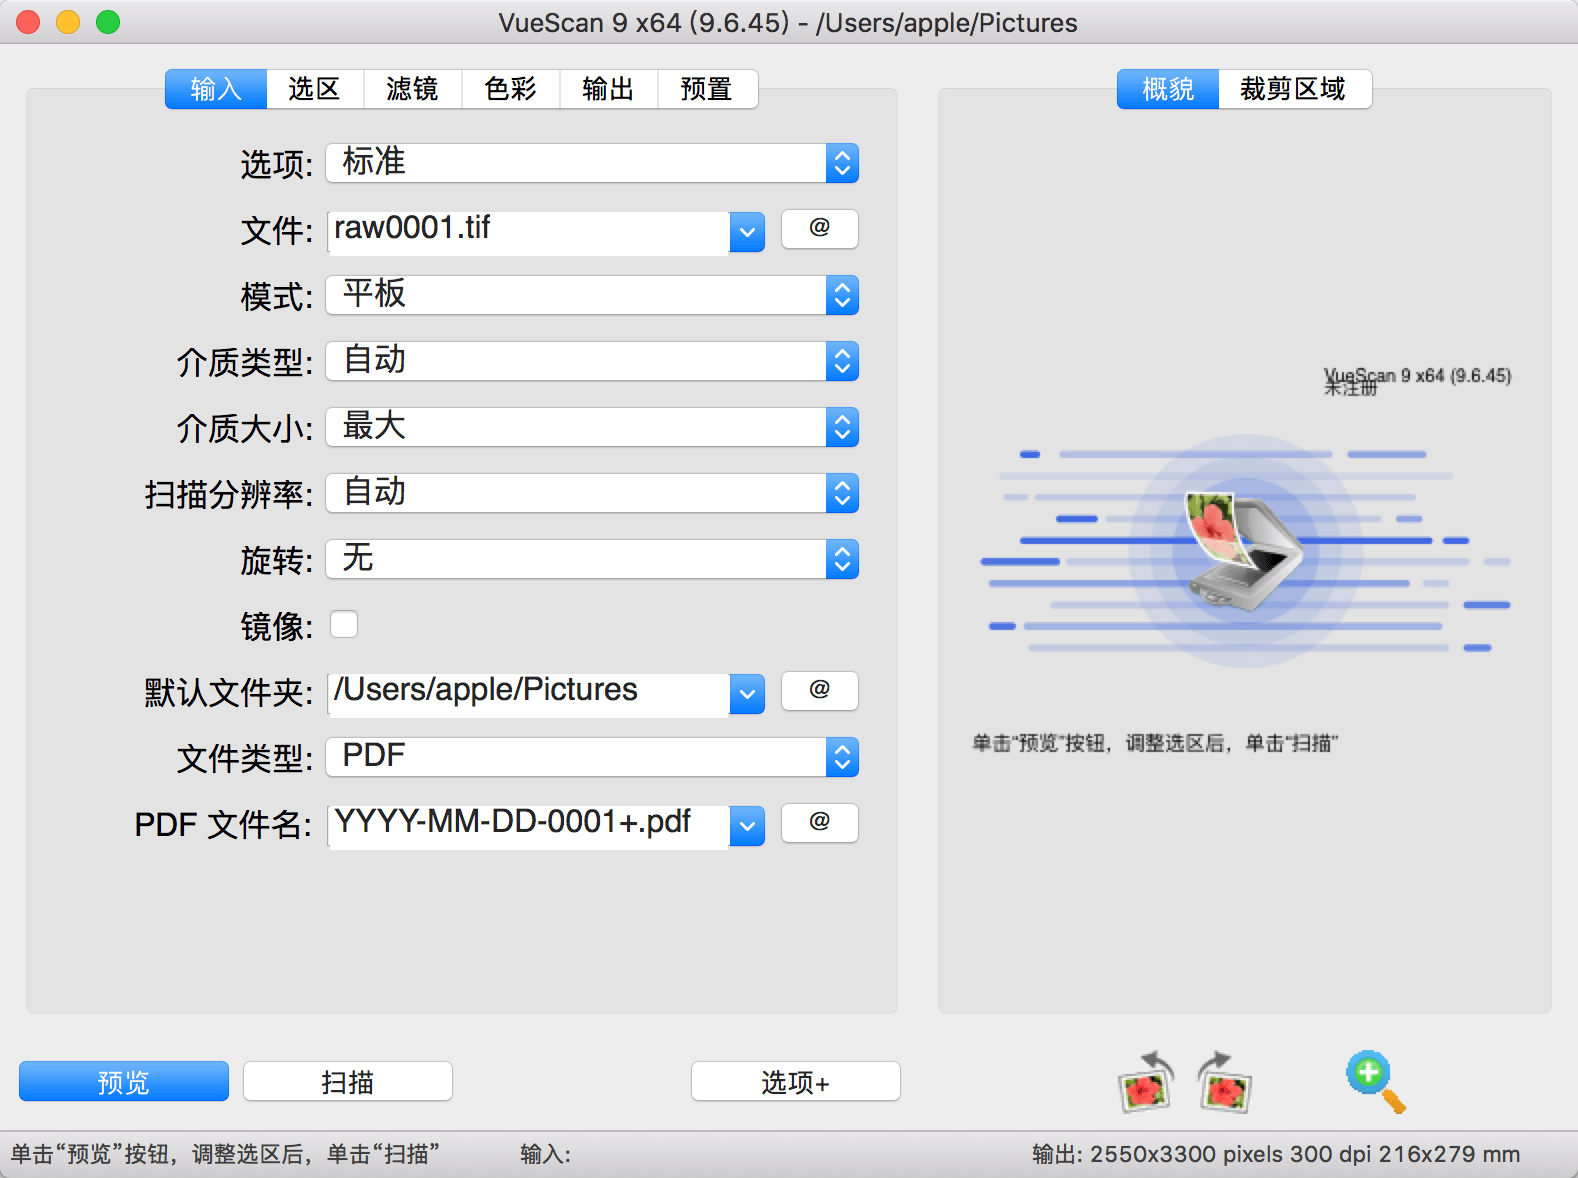 VueScan 9 x64 (9.6.45) - /Users/apple/Pictures
输入 选区 滤镜 色彩 输出 预置
概貌 裁剪区域
选项: 标准
文件: raw0001.tif @
模式: 平板
介质类型: 自动
介质大小: 最大
扫描分辨率: 自动
旋转: 无
镜像:
默认文件夹: /Users/apple/Pictures @
文件类型: PDF
PDF 文件名: YYYY-MM-DD-0001+.pdf @
VueScan 9 x64 (9.6.45)
未注册
单击“预览”按钮，调整选区后，单击“扫描”
预览 扫描 选项+
单击“预览”按钮，调整选区后，单击“扫描” 输入: 输出: 2550x3300 pixels 300 dpi 216x279 mm